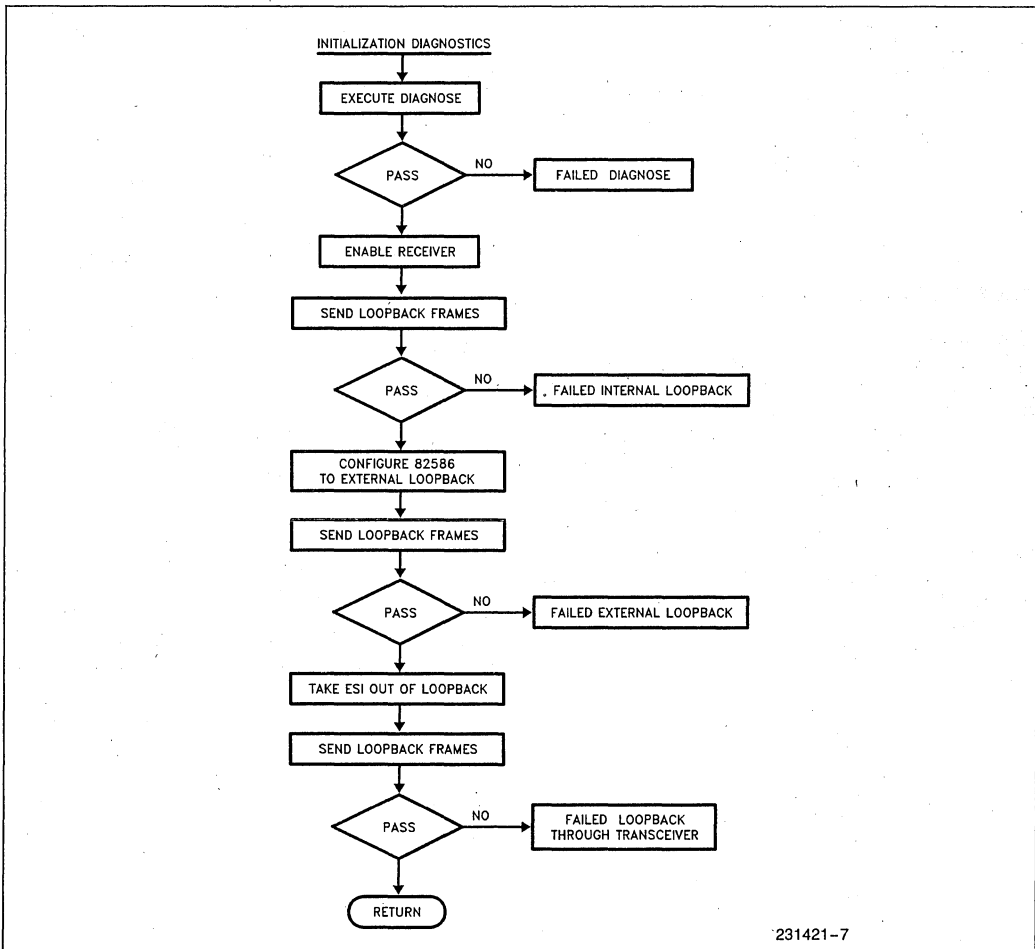 INITIALIZATION DIAGNOSTICS
EXECUTE DIAGNOSE
PASS
NO
FAILED DIAGNOSE
ENABLE RECEIVER
SEND LOOPBACK FRAMES
PASS
NO
FAILED INTERNAL LOOPBACK
CONFIGURE 82586
TO EXTERNAL LOOPBACK
SEND LOOPBACK FRAMES
PASS
NO
FAILED EXTERNAL LOOPBACK
TAKE ESI OUT OF LOOPBACK
SEND LOOPBACK FRAMES
PASS
NO
FAILED LOOPBACK
THROUGH TRANSCEIVER
RETURN
231421-7